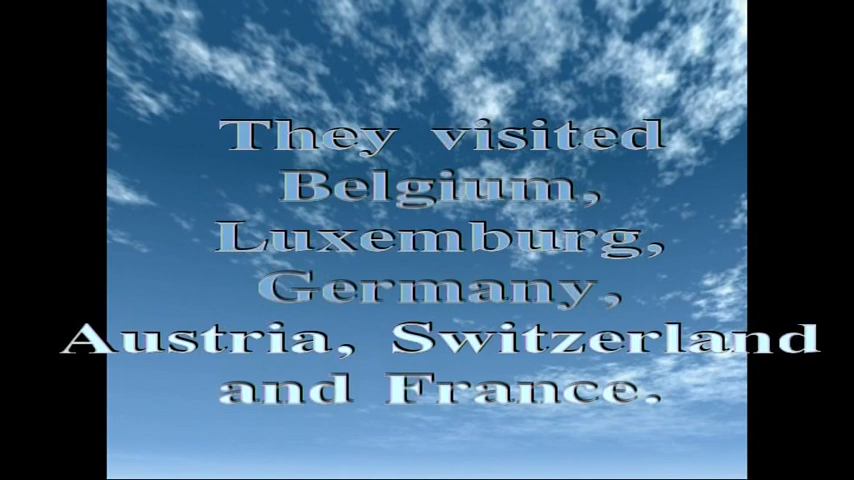 They visited
Belgium,
Luxemburg,
Germany,
Austria, Switzerland
and France.